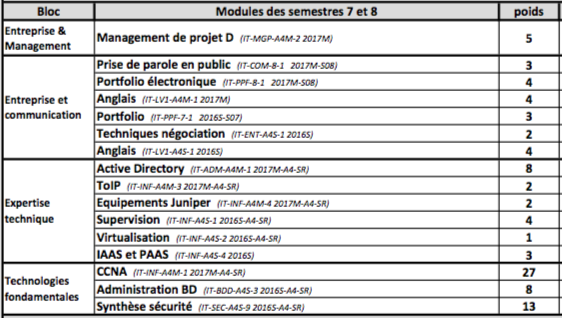 Bloc Modules des semestres 7 et 8 poids
Entreprise & Management Management de projet D (IT-MGP-A4M-2 2017M) 5
Entreprise et communication
Prise de parole en public (IT-COM-8-1 2017M-S08) 3
Portfolio électronique (IT-PPF-8-1 2017M-S08) 4
Anglais (IT-LV1-A4M-1 2017M) 4
Portfolio (IT-PPF-7-1 2016S-S07) 3
Techniques négociation (IT-ENT-A4S-1 2016S) 2
Anglais (IT-LV1-A4S-1 2016S) 4
Expertise technique
Active Directory (IT-ADM-A4M-1 2017M-A4-SR) 8
ToIP (IT-INF-A4M-3 2017M-A4-SR) 2
Equipements Juniper (IT-INF-A4M-4 2017M-A4-SR) 2
Supervision (IT-INF-A4S-1 2016S-A4-SR) 4
Virtualisation (IT-INF-A4S-2 2016S-A4-SR) 1
IAAS et PAAS (IT-INF-A4S-4 2016S) 3
Technologies fondamentales
CCNA (IT-INF-A4M-1 2017M-A4-SR) 27
Administration BD (IT-BDD-A4S-3 2016S-A4-SR) 8
Synthèse sécurité (IT-SEC-A4S-9 2016S-A4-SR) 13